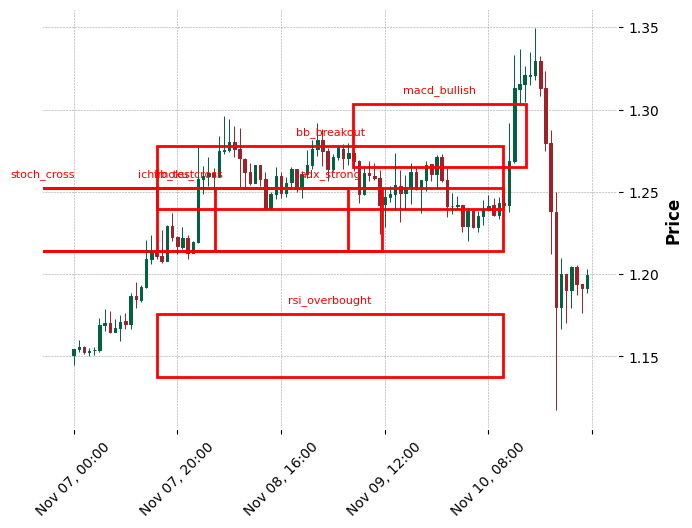 1.35
macd_bullish
1.30
bb_breakout
stoch_cross
adx_strong
1.25
Price
1.20
rsi_overbought
1.15
Nov 07, 00:00
Nov 07, 20:00
Nov 08, 16:00
Nov 09, 12:00
Nov 10, 08:00